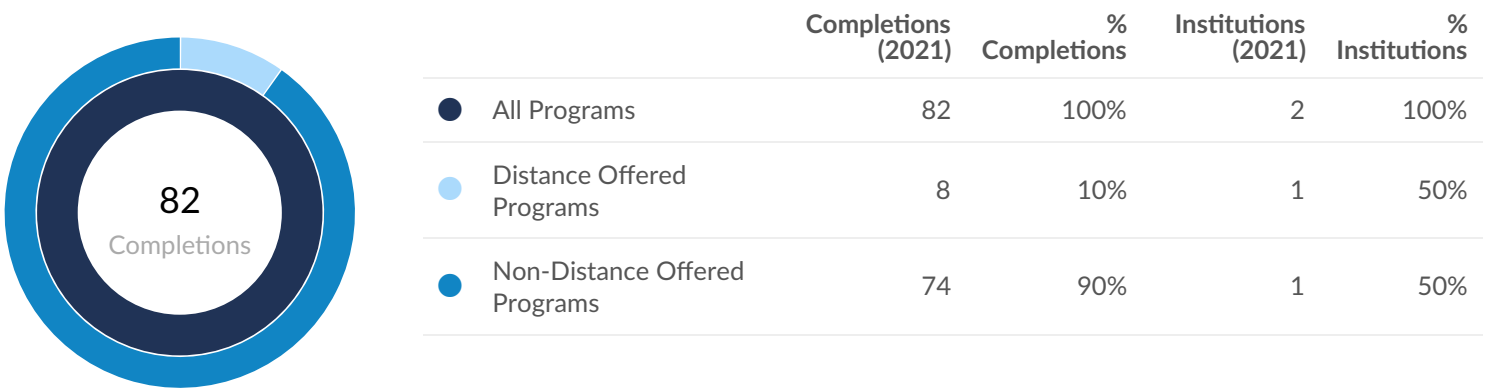 82
Completions
Completions (2021) % Completions Institutions (2021) % Institutions
All Programs 82 100% 2 100%
Distance Offered Programs 8 10% 1 50%
Non-Distance Offered Programs 74 90% 1 50%